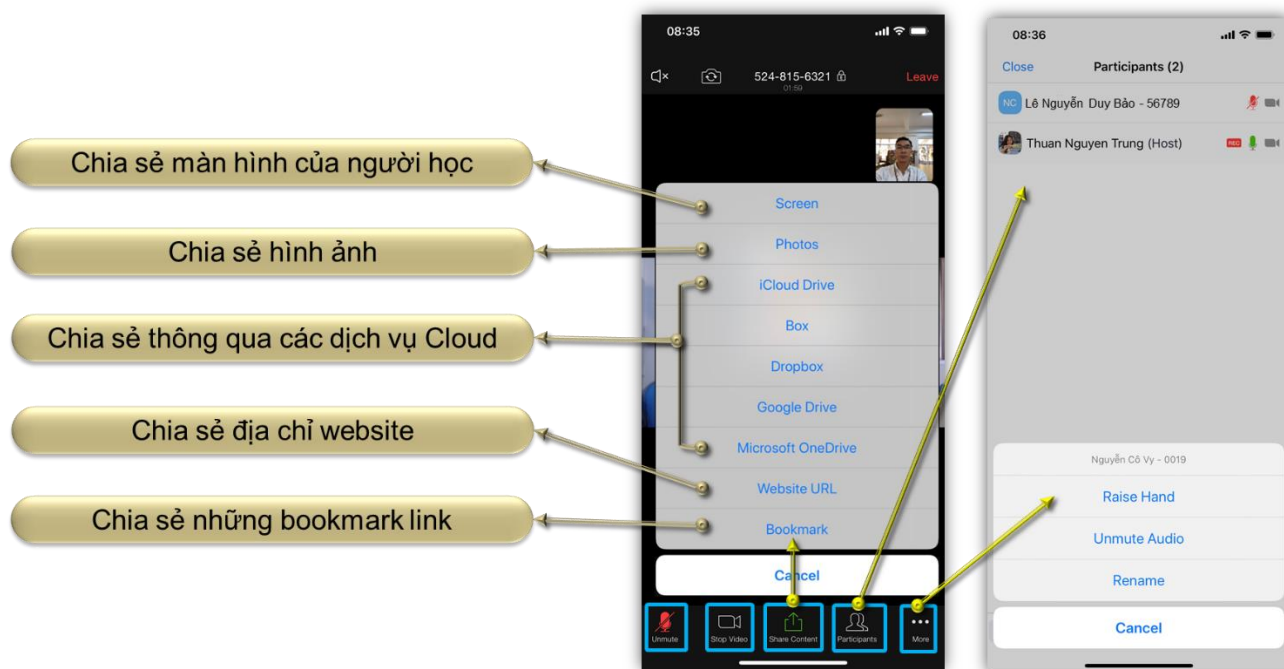 Chia sẻ màn hình của người học
Chia sẻ hình ảnh
Chia sẻ thông qua các dịch vụ Cloud
Chia sẻ địa chỉ website
Chia sẻ những bookmark link
08:35
524-815-6321
01:59
Leave
Screen
Photos
iCloud Drive
Box
Dropbox
Google Drive
Microsoft OneDrive
Website URL
Bookmark
Cancel
Unmute
Stop Video
Share Content
Participants
More
08:36
Close
Participants (2)
NC
Lê Nguyễn Duy Bảo - 56789
Thuan Nguyen Trung (Host)
REC
Nguyễn Cô Vy - 0019
Raise Hand
Unmute Audio
Rename
Cancel